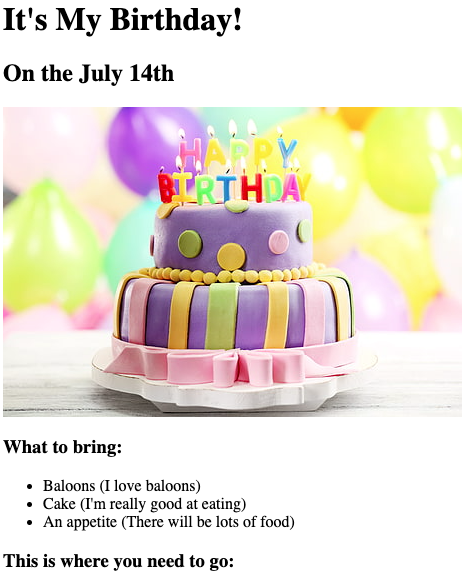 It's My Birthday!
On the July 14th
HAPPY
BIRTHDAY
What to bring:
Baloons (I love baloons)
Cake (I'm really good at eating)
An appetite (There will be lots of food)
This is where you need to go: